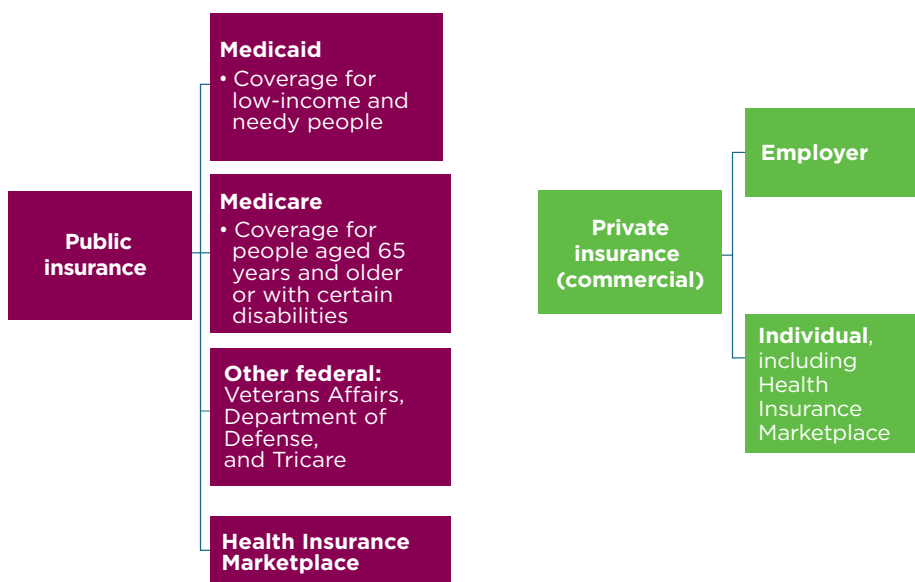 Public
insurance
Medicaid
• Coverage for
low-income and
needy people
Medicare
• Coverage for
people aged 65
years and older
or with certain
disabilities
Other federal:
Veterans Affairs,
Department of
Defense,
and Tricare
Health Insurance
Marketplace
Private
insurance
(commercial)
Employer
Individual,
including
Health
Insurance
Marketplace